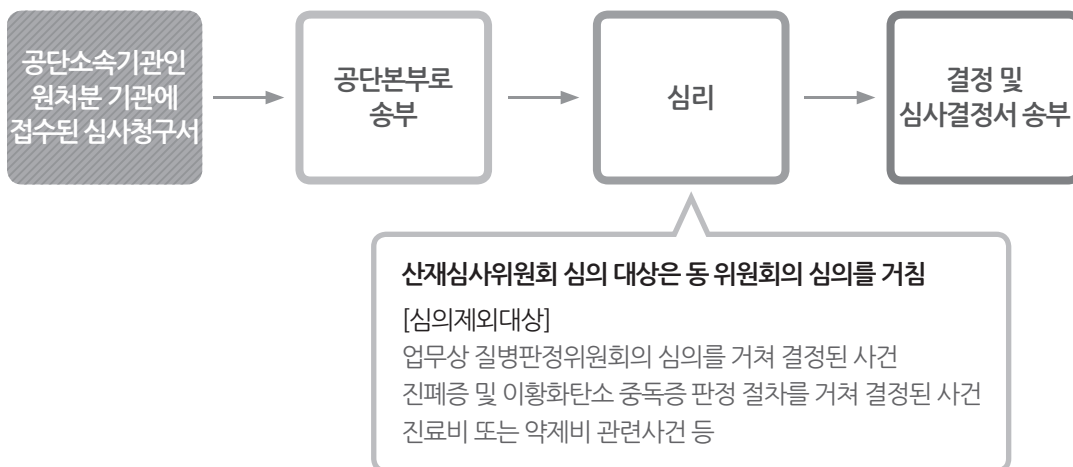 공단소속기관인
원처분 기관에
접수된 심사청구서
공단본부로
송부
심리
결정 및
심사결정서 송부
산재심사위원회 심의 대상은 동 위원회의 심의를 거침
[심의제외대상]
업무상 질병판정위원회의 심의를 거쳐 결정된 사건
진폐증 및 이황화탄소 중독증 판정 절차를 거쳐 결정된 사건
진료비 또는 약제비 관련사건 등